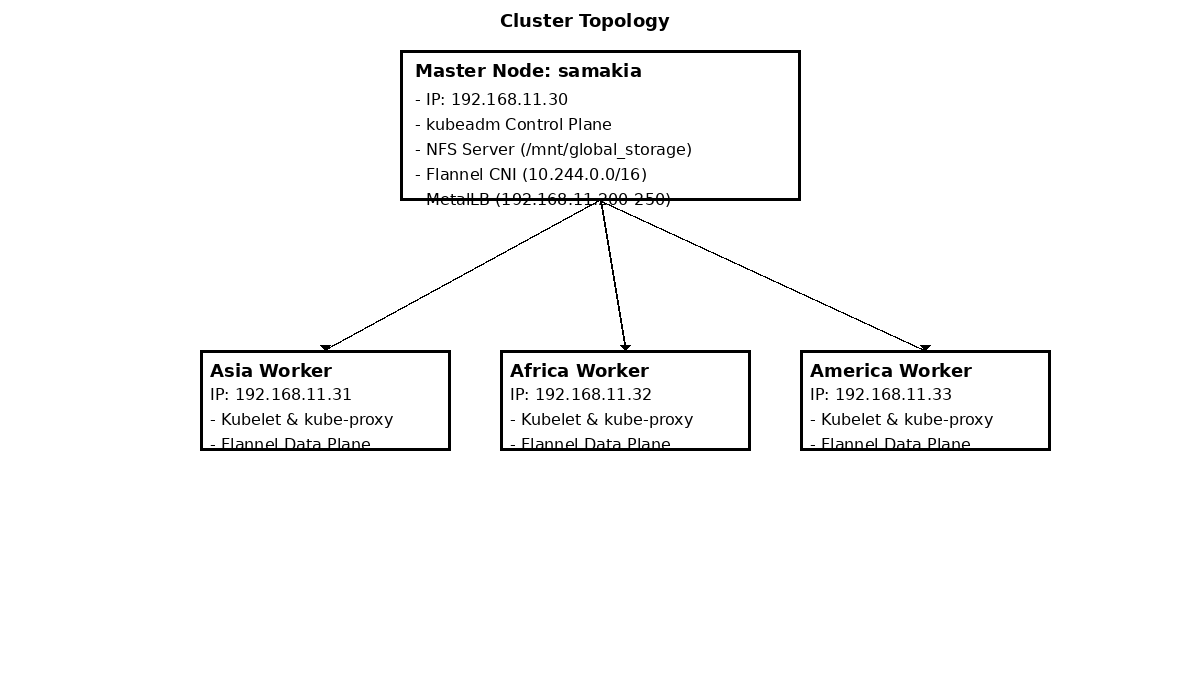 Cluster Topology
Master Node: samakia
- IP: 192.168.11.30
- kubeadm Control Plane
- NFS Server (/mnt/global_storage)
- Flannel CNI (10.244.0.0/16)
- MetalLB (192.168.11.200-250)
Asia Worker
IP: 192.168.11.31
- Kubelet & kube-proxy
- Flannel Data Plane
Africa Worker
IP: 192.168.11.32
- Kubelet & kube-proxy
- Flannel Data Plane
America Worker
IP: 192.168.11.33
- Kubelet & kube-proxy
- Flannel Data Plane